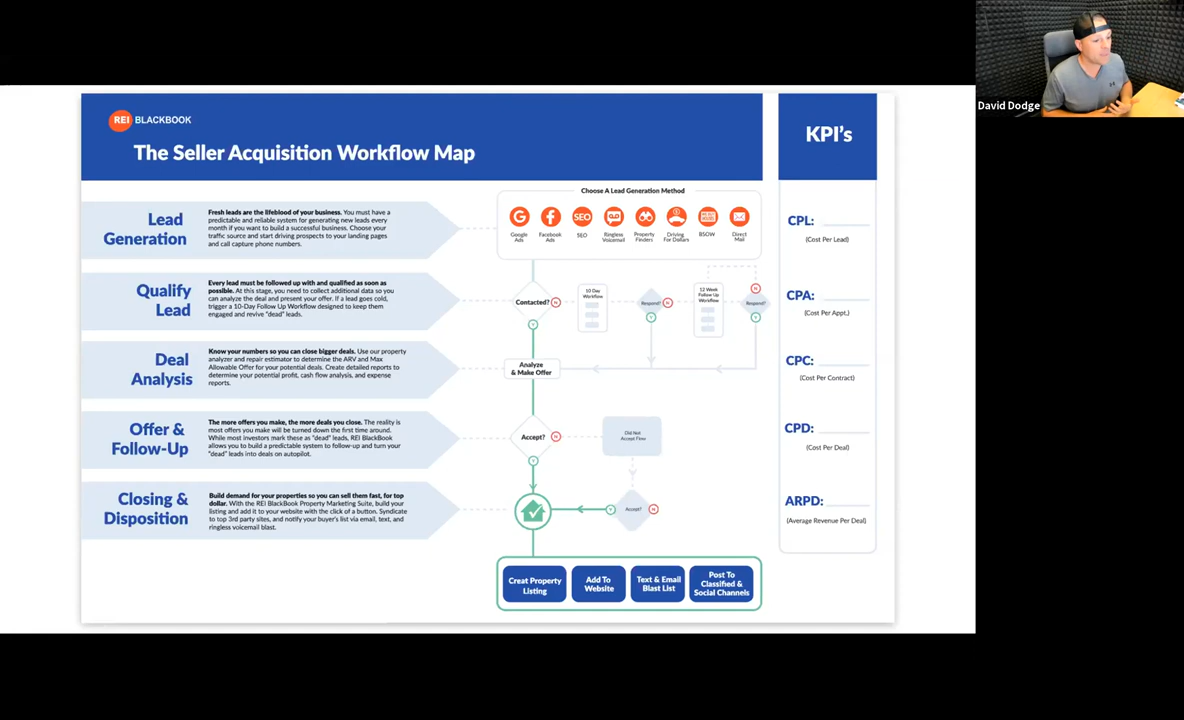 REI BLACKBOOK
The Seller Acquisition Workflow Map
KPI's
David Dodge
Lead
Generation
Fresh leads are the lifeblood of your business. You must have a
predictable and reliable system for generating new leads every
month if you want to build a successful business. Choose your
traffic source and start driving prospects to your landing pages
and call capture phone numbers.
Choose A Lead Generation Method
G
f
SEO
Google
Ads
Facebook
Ads
SEO
Ringless
Voicemail
Property
Finders
Driving
For Dollars
BSOW
Direct
Mail
CPL:
(Cost Per Lead)
Qualify
Lead
Every lead must be followed up with and qualified as soon as
possible. At this stage, you need to collect additional data so you
can analyze the deal and present your offer. If a lead goes cold,
trigger a 10-Day Follow Up Workflow designed to keep them
engaged and revive "dead" leads.
Contacted?
N
Y
10 Day
Workflow
Respond?
N
Y
12 Week
Follow Up
Workflow
Respond?
N
Y
CPA:
(Cost Per Appt.)
Deal
Analysis
Know your numbers so you can close bigger deals. Use our property
analyzer and repair estimator to determine the ARV and Max
Allowable Offer for your potential deals. Create detailed reports to
determine your potential profit, cash flow analysis, and expense
reports.
Analyze
& Make Offer
CPC:
(Cost Per Contract)
Offer &
Follow-Up
The more offers you make, the more deals you close. The reality is
most offers you make will be turned down the first time around.
While most investors mark these as "dead" leads, REI BlackBook
allows you to build a predictable system to follow-up and turn your
"dead" leads into deals on autopilot.
Accept?
N
Y
Did Not
Accept Flow
CPD:
(Cost Per Deal)
Closing &
Disposition
Build demand for your properties so you can sell them fast, for top
dollar. With the REI BlackBook Property Marketing Suite, build your
listing and add it to your website with the click of a button. Syndicate
to top 3rd party sites, and notify your buyer's list via email, text, and
ringless voicemail blast.
Y
Accept?
N
ARPD:
(Average Revenue Per Deal)
Creat Property
Listing
Add To
Website
Text & Email
Blast List
Post To
Classified &
Social Channels